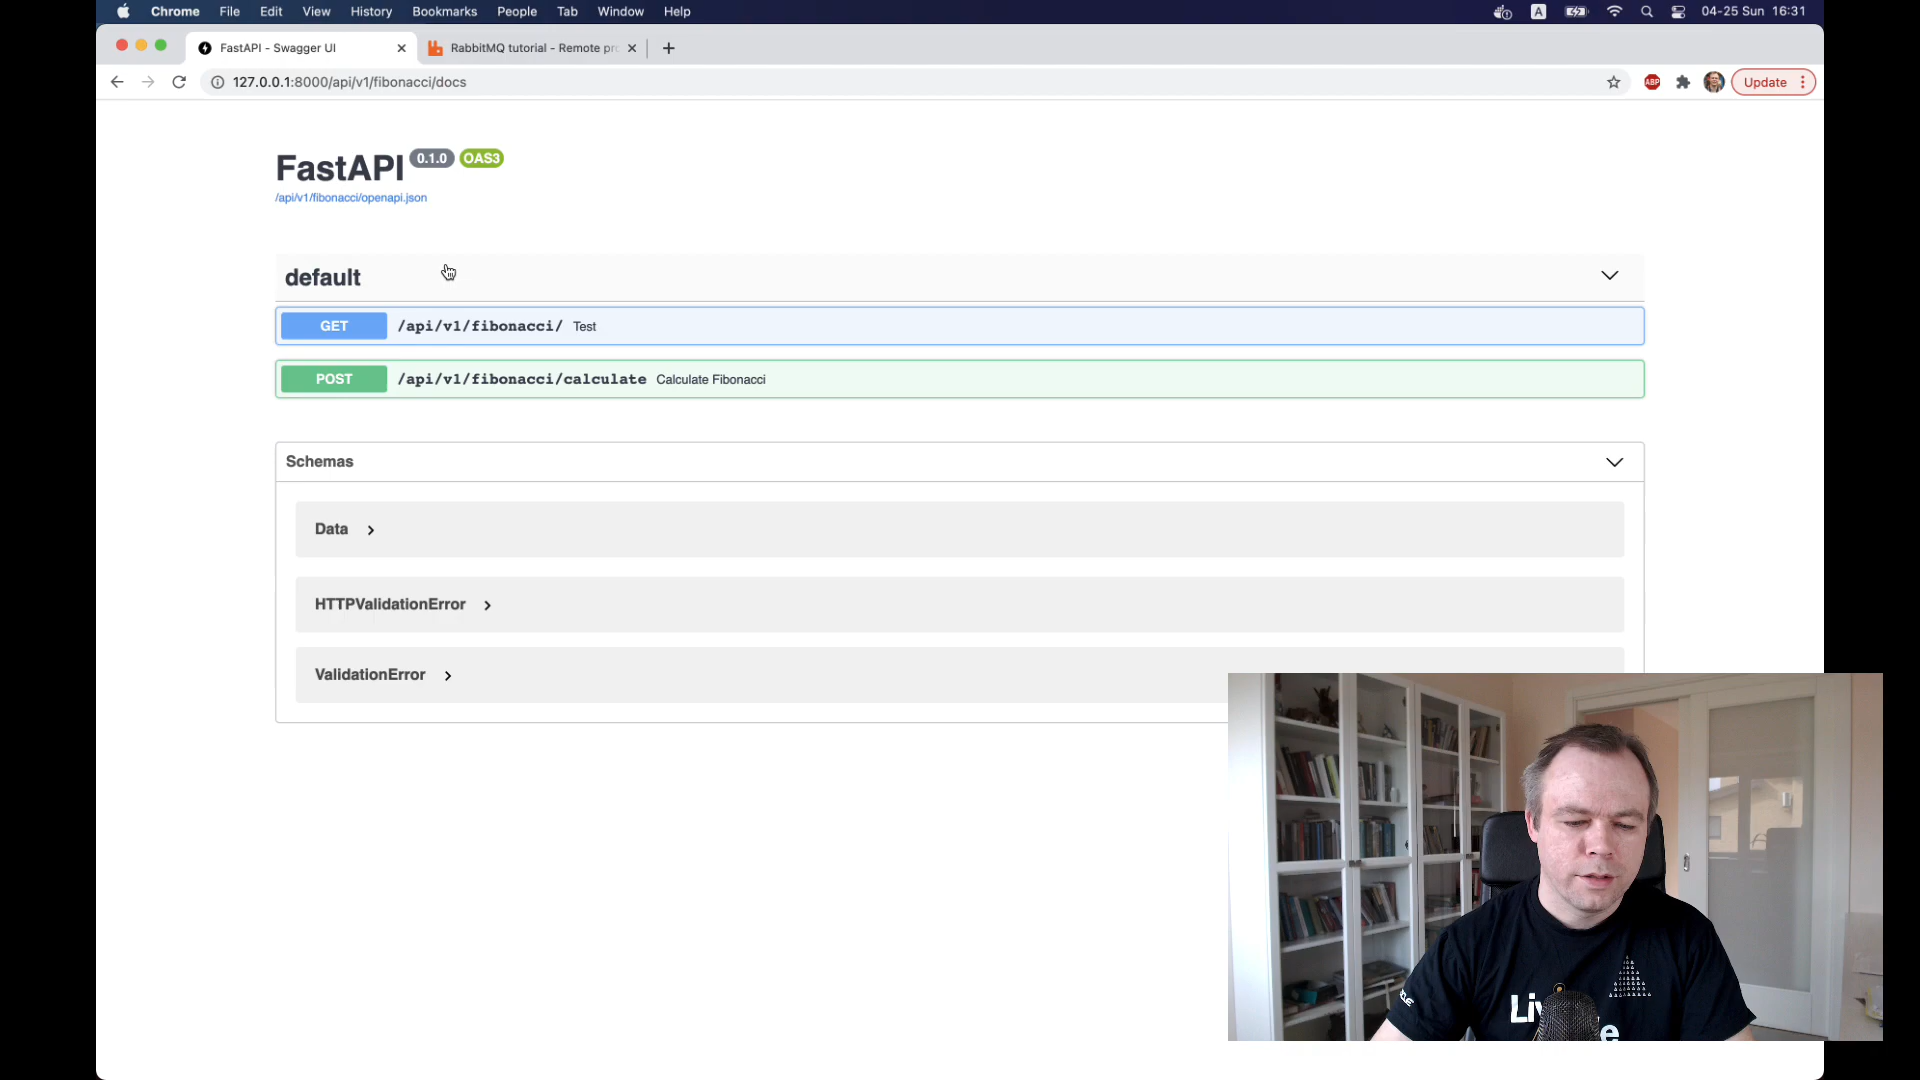 Chrome File Edit View History Bookmarks People Tab Window Help
A
04-25 Sun 16:31
FastAPI - Swagger UI
RabbitMQ tutorial - Remote pr
127.0.0.1:8000/api/v1/fibonacci/docs
ABP
Update
FastAPI 0.1.0 OAS3
/api/v1/fibonacci/openapi.json
default
GET /api/v1/fibonacci/ Test
POST /api/v1/fibonacci/calculate Calculate Fibonacci
Schemas
Data
HTTPValidationError
ValidationError